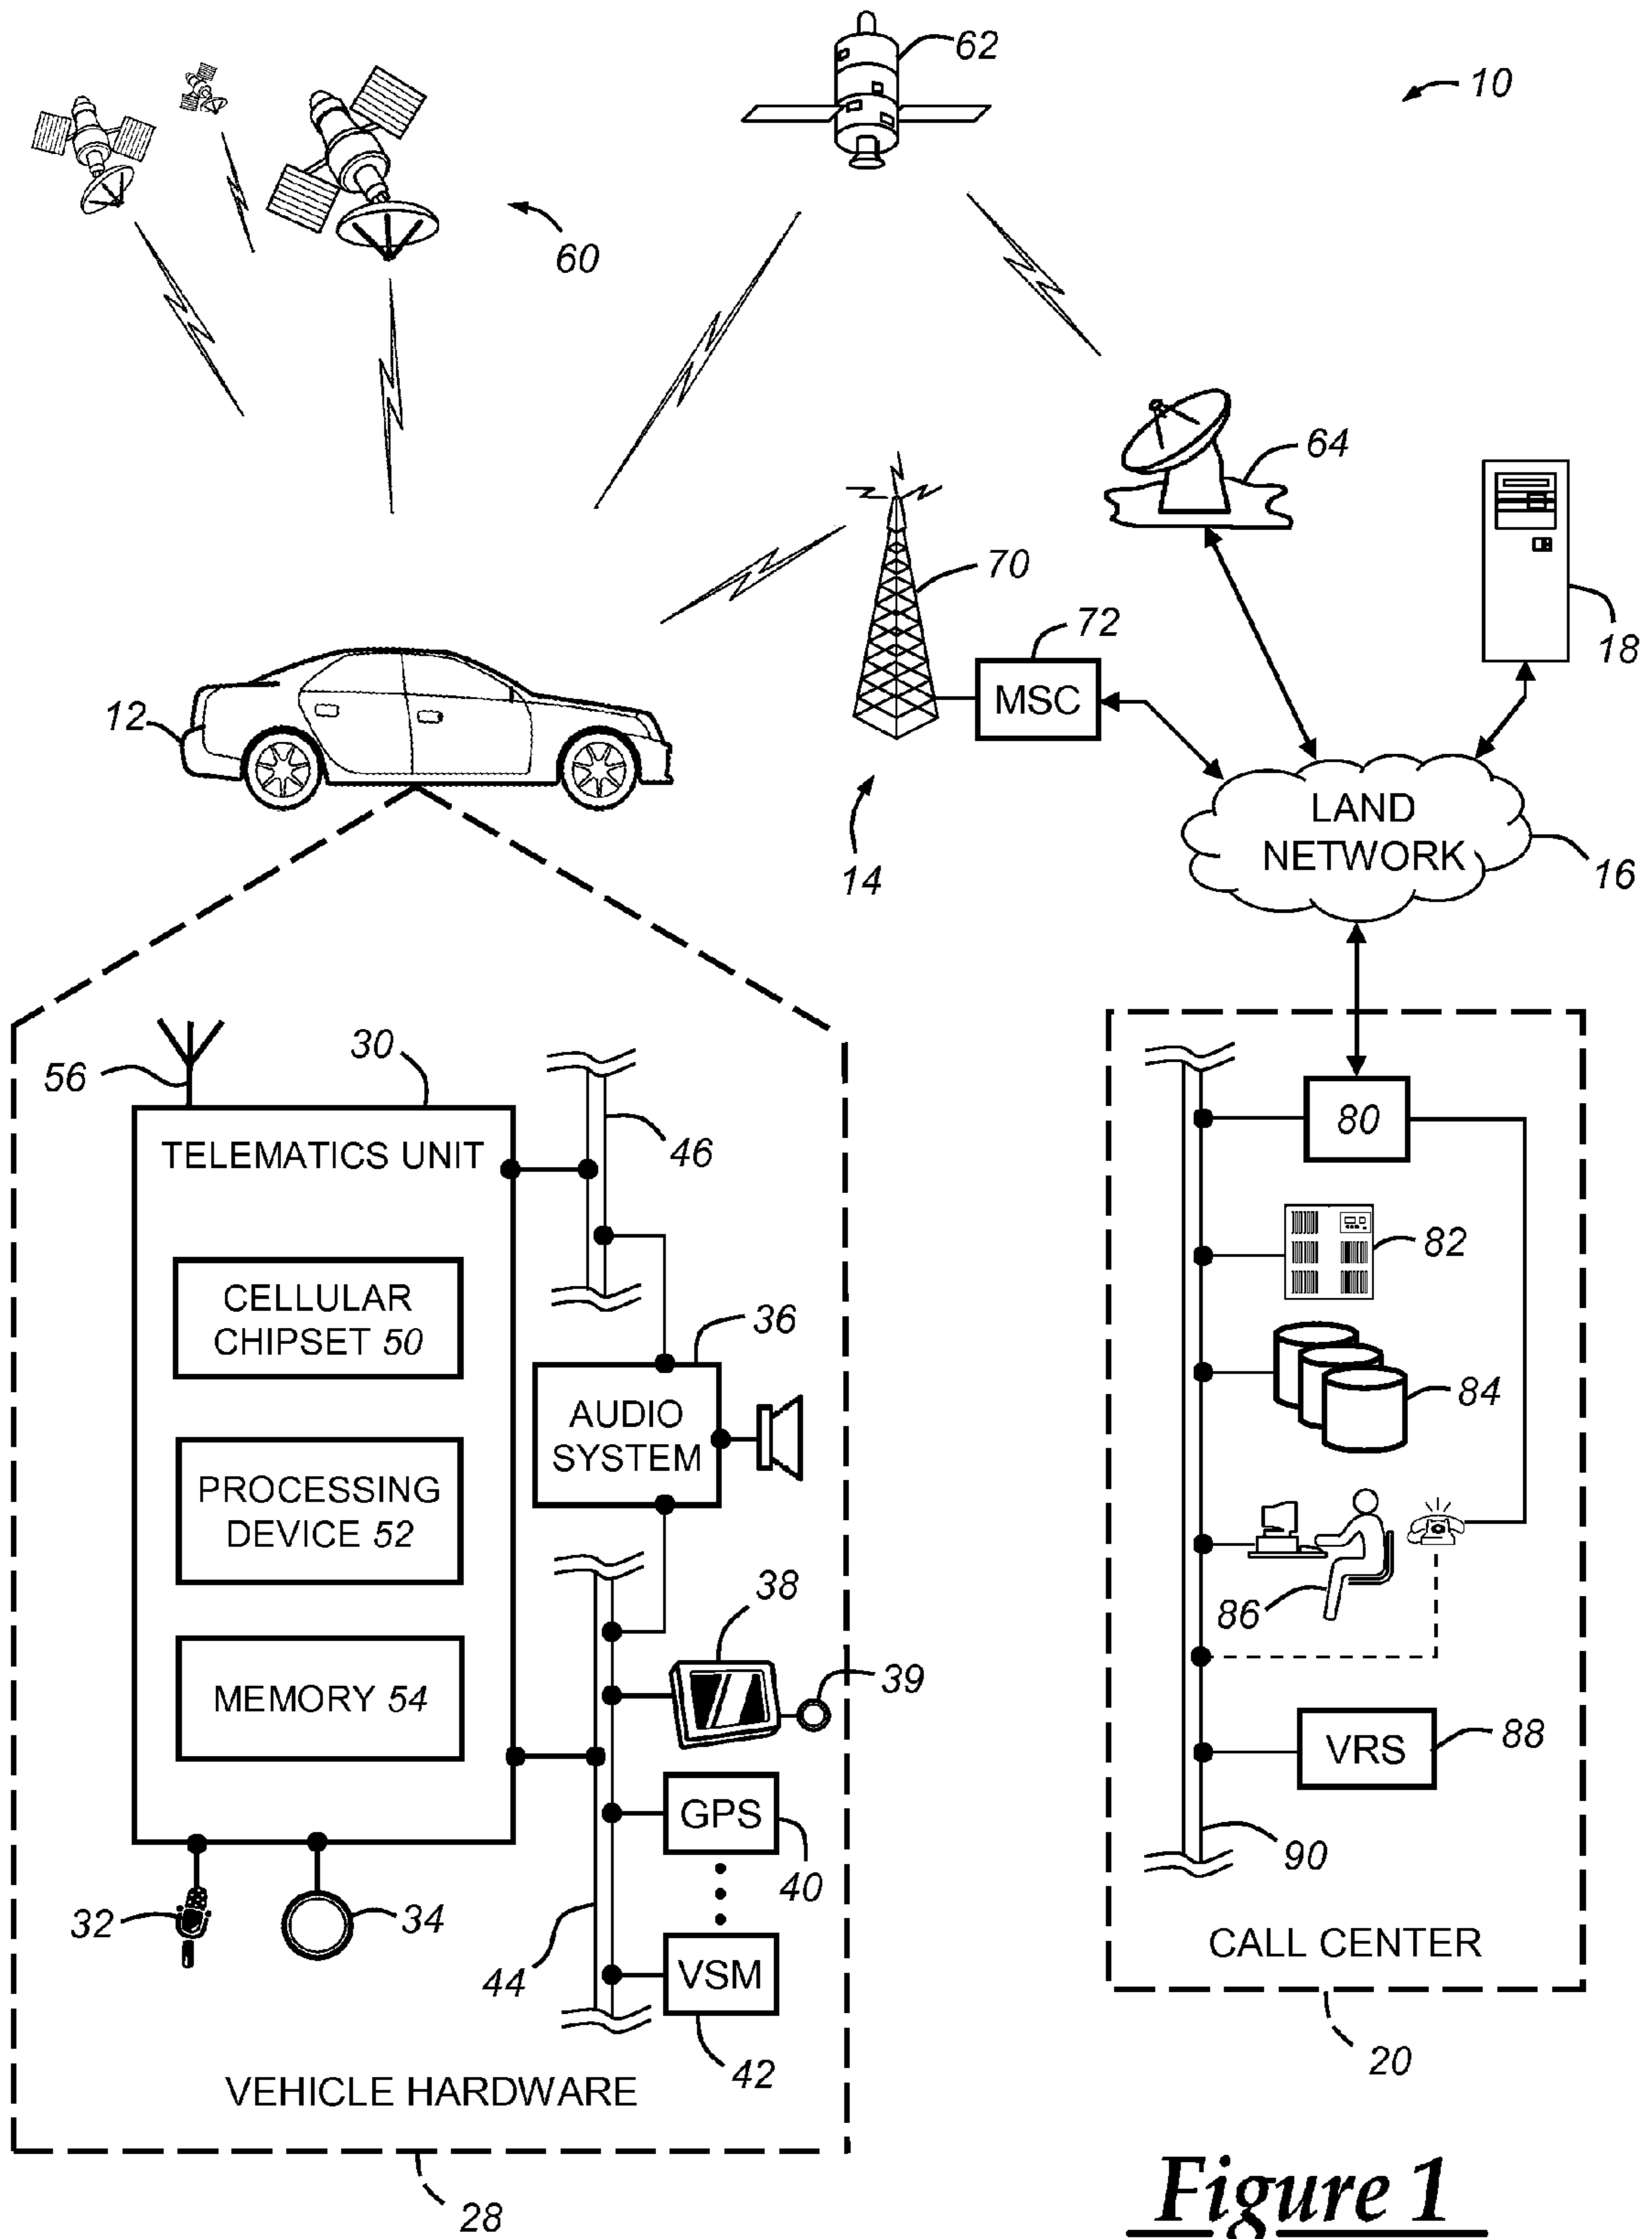 62
10
60
64
18
70
72
MSC
12
14
LAND
NETWORK
16
56
30
TELEMATICS UNIT
46
CELLULAR
CHIPSET 50
36
AUDIO
SYSTEM
PROCESSING
DEVICE 52
38
39
MEMORY 54
GPS
40
32
34
44
VSM
42
VEHICLE HARDWARE
28
80
82
84
86
VRS
88
90
CALL CENTER
20
Figure 1